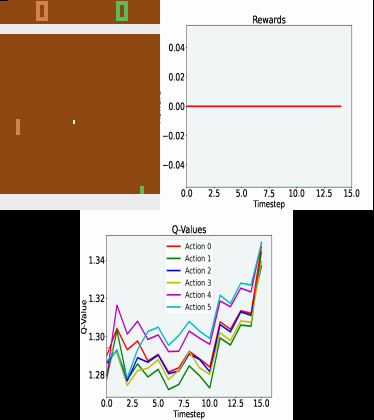 0 0
Rewards
0.04
0.02
0.00
−0.02
−0.04
0.0 2.5 5.0 7.5 10.0 12.5 15.0
Timestep
Q-Values
1.34
1.32
1.30
1.28
Q-Value
Action 0
Action 1
Action 2
Action 3
Action 4
Action 5
0.0 2.5 5.0 7.5 10.0 12.5 15.0
Timestep